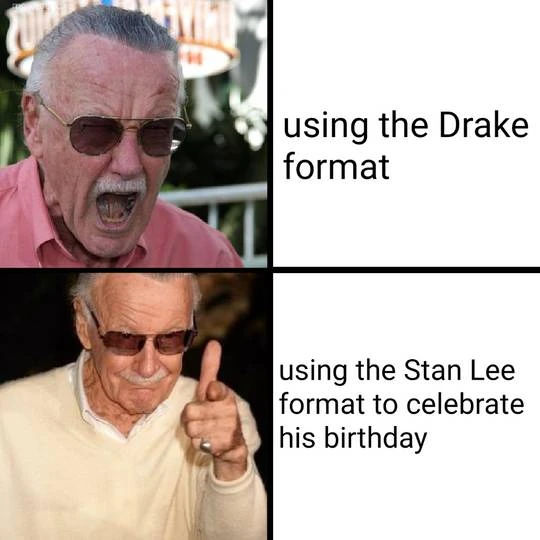 using the Drake
format
using the Stan Lee
format to celebrate
his birthday